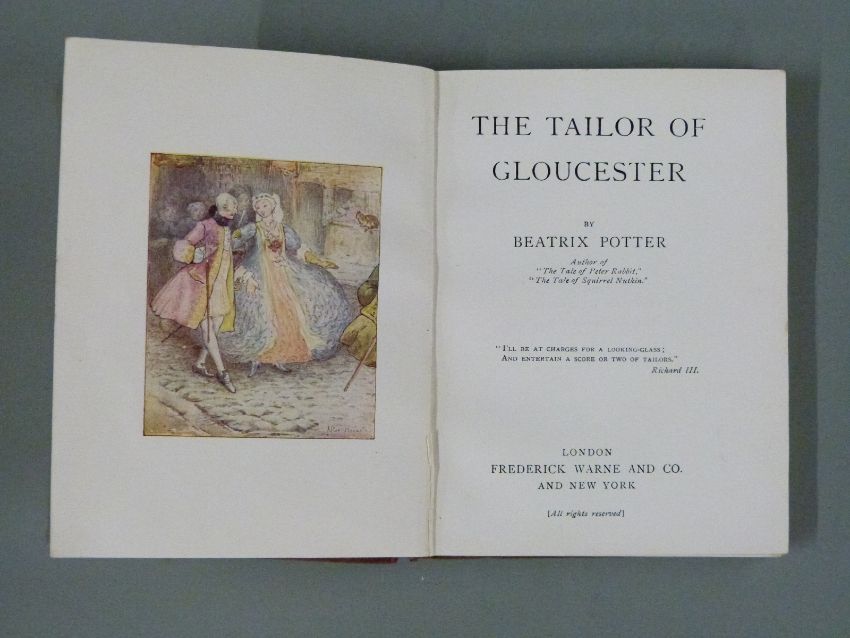 THE TAILOR OF
GLOUCESTER
BY
BEATRIX POTTER
Author of
"The Tale of Peter Rabbit,"
"The Tale of Squirrel Nutkin."
"I'LL BE AT CHARGES FOR A LOOKING-GLASS;
AND ENTERTAIN A SCORE OR TWO OF TAILORS."
Richard III.
LONDON
FREDERICK WARNE AND CO.
AND NEW YORK
[All rights reserved]